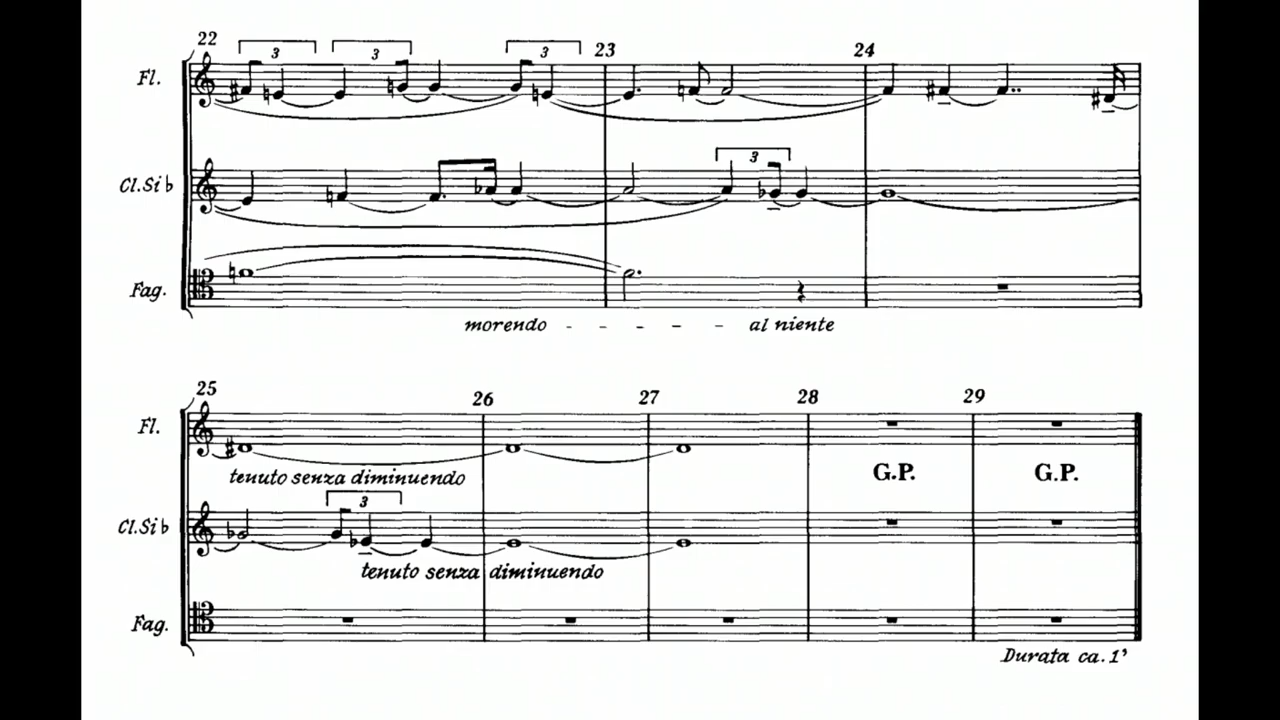 22 3 3 3 23 24
Fl.
Cl.Si♭ 3
Fag.
morendo - - - - - al niente
25 26 27 28 29
Fl.
tenuto senza diminuendo G.P. G.P.
3
Cl.Si♭
tenuto senza diminuendo
Fag.
Durata ca. 1’